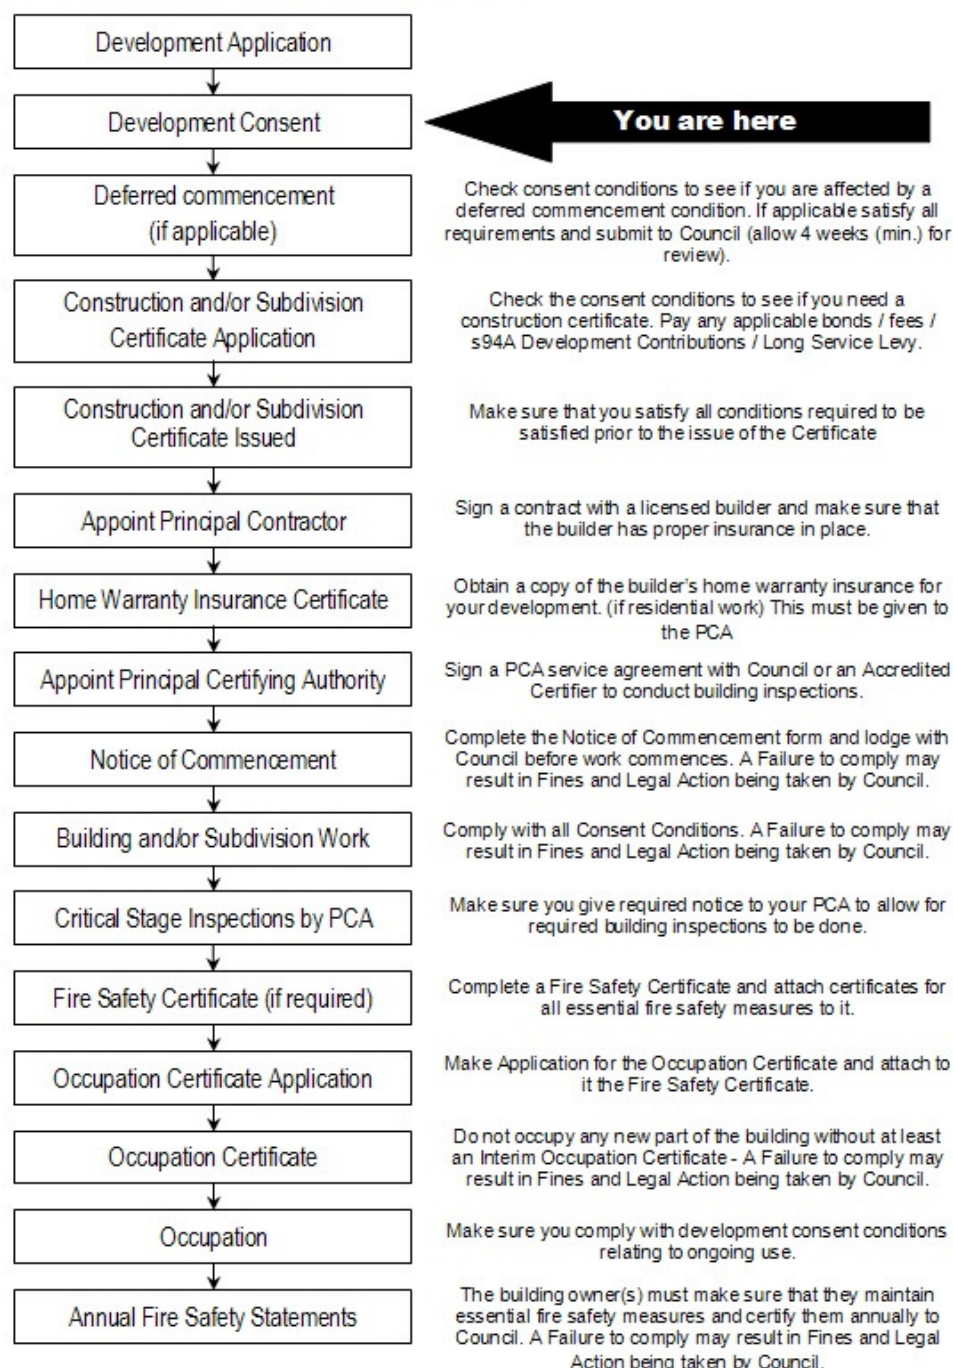 Development Application
Development Consent
You are here
Deferred commencement
(if applicable)
Check consent conditions to see if you are affected by a
deferred commencement condition. If applicable satisfy all
requirements and submit to Council (allow 4 weeks (min.) for
review).
Construction and/or Subdivision
Certificate Application
Check the consent conditions to see if you need a
construction certificate. Pay any applicable bonds / fees /
s94A Development Contributions / Long Service Levy.
Construction and/or Subdivision
Certificate Issued
Make sure that you satisfy all conditions required to be
satisfied prior to the issue of the Certificate
Appoint Principal Contractor
Sign a contract with a licensed builder and make sure that
the builder has proper insurance in place.
Home Warranty Insurance Certificate
Obtain a copy of the builder's home warranty insurance for
your development. (if residential work) This must be given to
the PCA
Appoint Principal Certifying Authority
Sign a PCA service agreement with Council or an Accredited
Certifier to conduct building inspections.
Notice of Commencement
Complete the Notice of Commencement form and lodge with
Council before work commences. A Failure to comply may
result in Fines and Legal Action being taken by Council.
Building and/or Subdivision Work
Comply with all Consent Conditions. A Failure to comply may
result in Fines and Legal Action being taken by Council.
Critical Stage Inspections by PCA
Make sure you give required notice to your PCA to allow for
required building inspections to be done.
Fire Safety Certificate (if required)
Complete a Fire Safety Certificate and attach certificates for
all essential fire safety measures to it.
Occupation Certificate Application
Make Application for the Occupation Certificate and attach to
it the Fire Safety Certificate.
Occupation Certificate
Do not occupy any new part of the building without at least
an Interim Occupation Certificate - A Failure to comply may
result in Fines and Legal Action being taken by Council.
Occupation
Make sure you comply with development consent conditions
relating to ongoing use.
Annual Fire Safety Statements
The building owner(s) must make sure that they maintain
essential fire safety measures and certify them annually to
Council. A Failure to comply may result in Fines and Legal
Action being taken by Council.